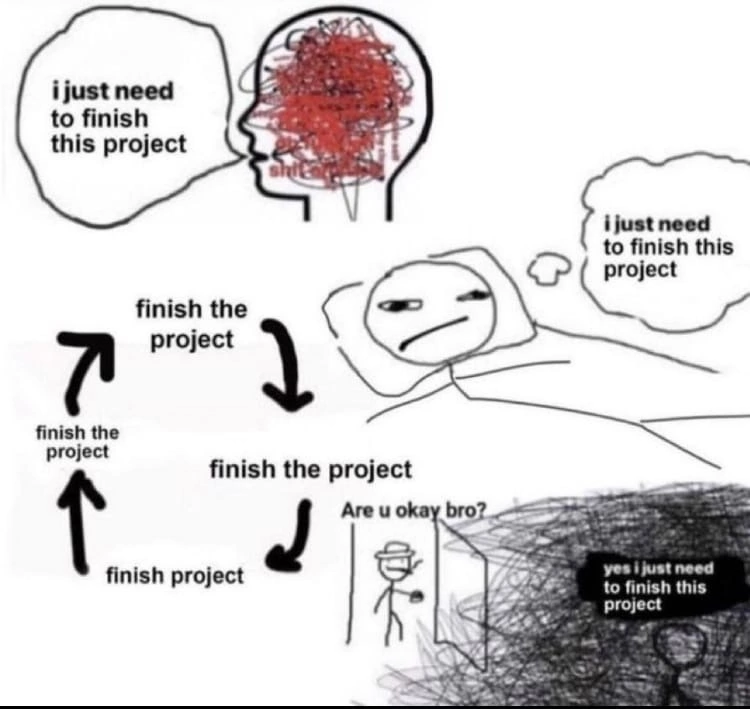 i just need
to finish
this project
i just need
to finish this
project
finish the
project
finish the
project
finish the project
finish project
Are u okay bro?
yes i just need
to finish this
project